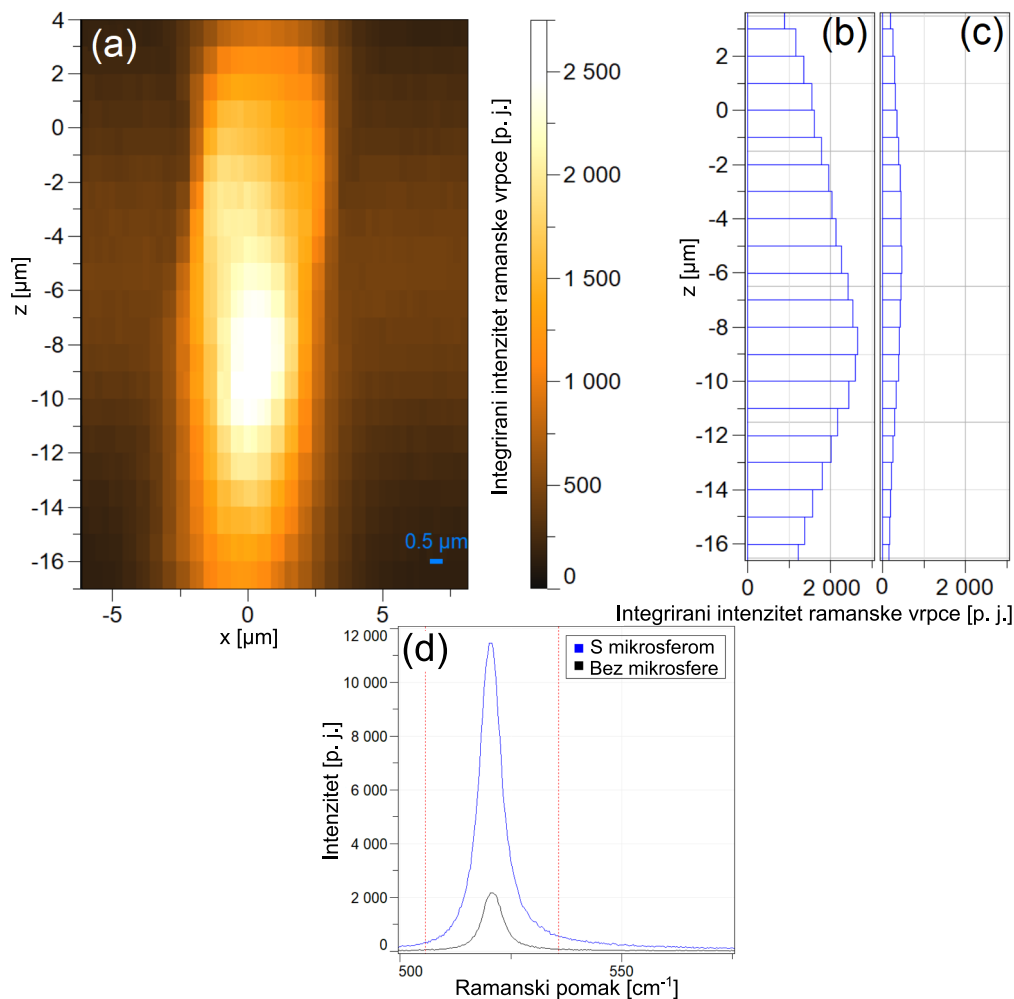 (a)
4
2
0
-2
-4
-6
-8
-10
-12
-14
-16
z [µm]
-5 0 5
x [µm]
0.5 µm
Integrirani intenzitet ramanske vrpce [p. j.]
2 500
2 000
1 500
1 000
500
0
(b)
(c)
2
0
-2
-4
-6
-8
-10
-12
-14
-16
z [µm]
0 2 000 0 2 000
Integrirani intenzitet ramanske vrpce [p. j.]
(d)
S mikrosferom
Bez mikrosfere
12 000
10 000
8 000
6 000
4 000
2 000
0
Intenzitet [p. j.]
500 550
Ramanski pomak [cm⁻¹]